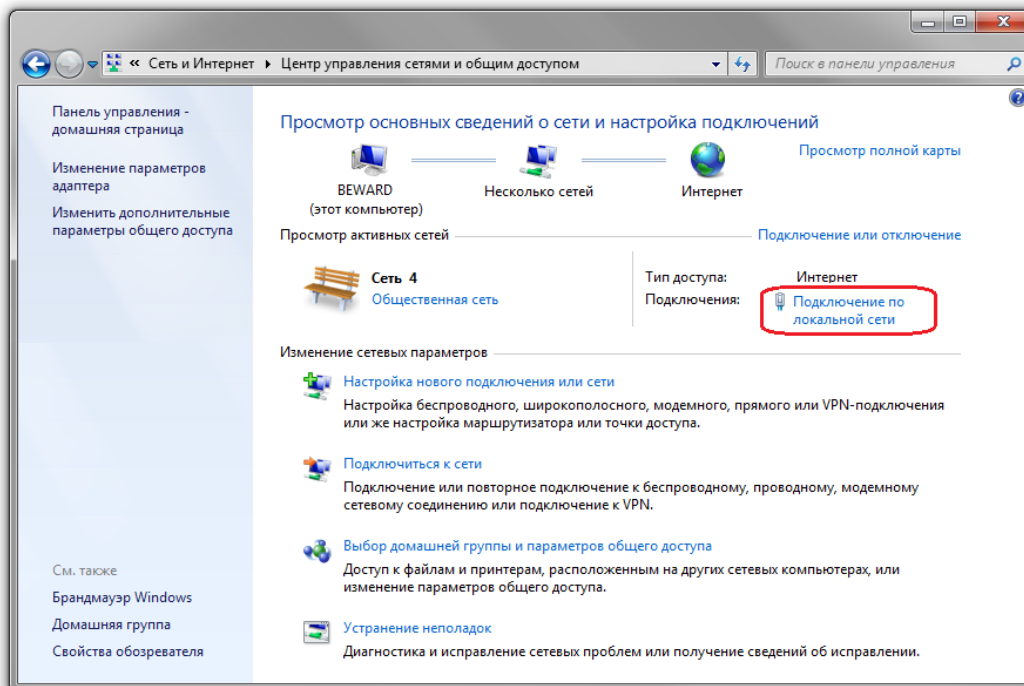 « Сеть и Интернет ▸ Центр управления сетями и общим доступом
Поиск в панели управления
Панель управления -
домашняя страница
Изменение параметров
адаптера
Изменить дополнительные
параметры общего доступа
См. также
Брандмауэр Windows
Домашняя группа
Свойства обозревателя
Просмотр основных сведений о сети и настройка подключений
Просмотр полной карты
BEWARD
(этот компьютер)
Несколько сетей
Интернет
Просмотр активных сетей
Подключение или отключение
Сеть 4
Общественная сеть
Тип доступа: Интернет
Подключения: Подключение по
локальной сети
Изменение сетевых параметров
Настройка нового подключения или сети
Настройка беспроводного, широкополосного, модемного, прямого или VPN-подключения
или же настройка маршрутизатора или точки доступа.
Подключиться к сети
Подключение или повторное подключение к беспроводному, проводному, модемному
сетевому соединению или подключение к VPN.
Выбор домашней группы и параметров общего доступа
Доступ к файлам и принтерам, расположенным на других сетевых компьютерах, или
изменение параметров общего доступа.
Устранение неполадок
Диагностика и исправление сетевых проблем или получение сведений об исправлении.